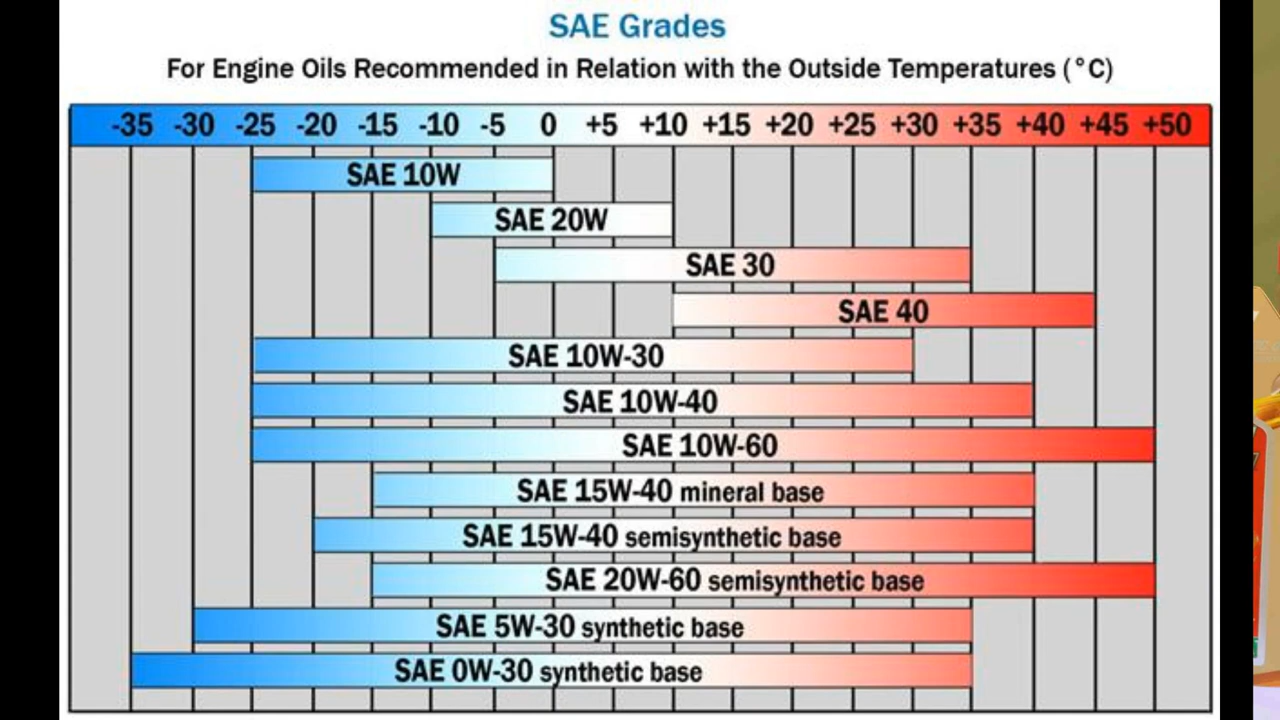 SAE Grades
For Engine Oils Recommended in Relation with the Outside Temperatures (°C)
-35 -30 -25 -20 -15 -10 -5 0 +5 +10 +15 +20 +25 +30 +35 +40 +45 +50
SAE 10W
SAE 20W
SAE 30
SAE 40
SAE 10W-30
SAE 10W-40
SAE 10W-60
SAE 15W-40 mineral base
SAE 15W-40 semisynthetic base
SAE 20W-60 semisynthetic base
SAE 5W-30 synthetic base
SAE 0W-30 synthetic base